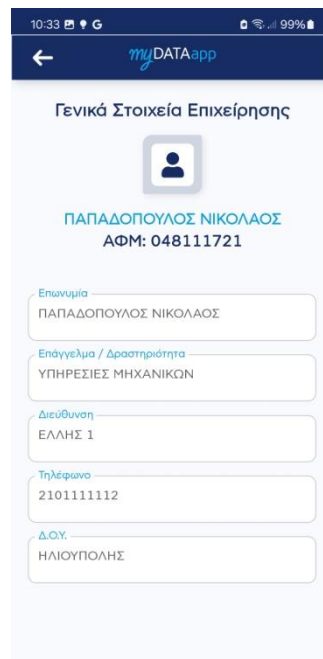 10:33 G 99%
myDATAapp
Γενικά Στοιχεία Επιχείρησης
ΠΑΠΑΔΟΠΟΥΛΟΣ ΝΙΚΟΛΑΟΣ
ΑΦΜ: 048111721
Επωνυμία
ΠΑΠΑΔΟΠΟΥΛΟΣ ΝΙΚΟΛΑΟΣ
Επάγγελμα / Δραστηριότητα
ΥΠΗΡΕΣΙΕΣ ΜΗΧΑΝΙΚΩΝ
Διεύθυνση
ΕΛΛΗΣ 1
Τηλέφωνο
2101111112
Δ.Ο.Υ.
ΗΛΙΟΥΠΟΛΗΣ